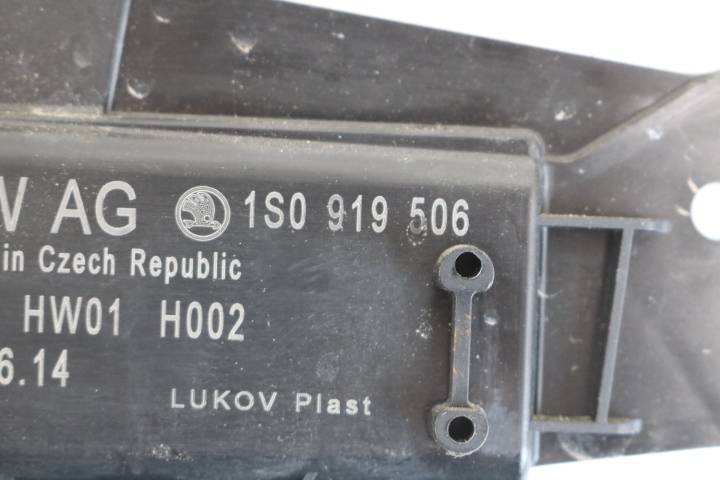 W AG 1S0 919 506
in Czech Republic
HW01 H002
6.14
LUKOV Plast